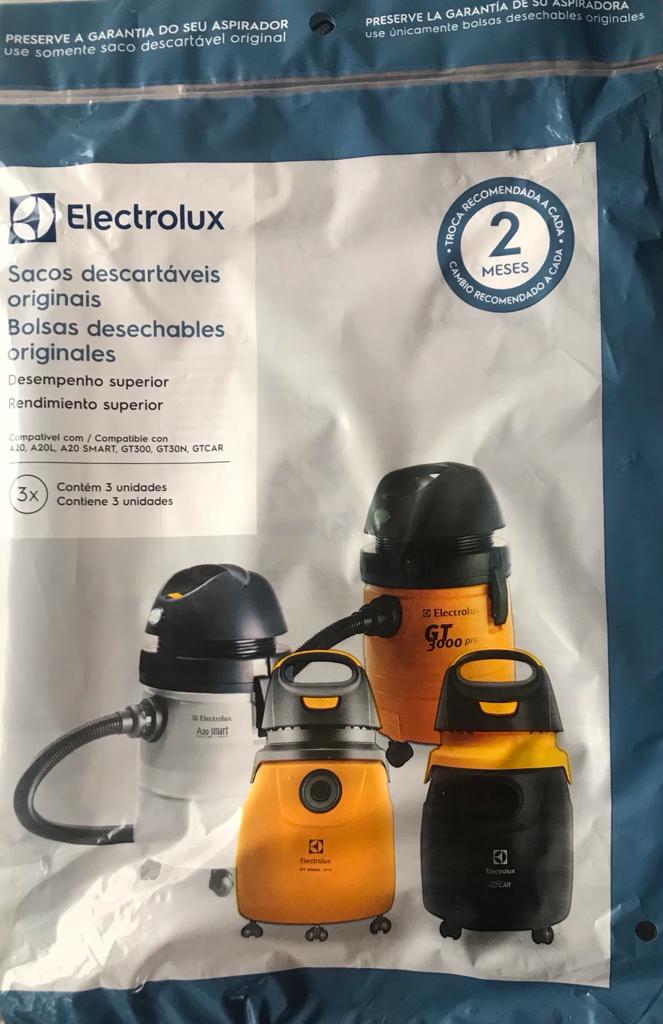 PRESERVE A GARANTIA DO SEU ASPIRADOR
use somente saco descartável original
PRESERVE LA GARANTÍA DE SU ASPIRADORA
use únicamente bolsas desechables originales
Electrolux
Sacos descartáveis
originais
Bolsas desechables
originales
Desempenho superior
Rendimiento superior
Compatível com / Compatible con
A20, A20L, A20 SMART, GT300, GT30N, GTCAR
3x
Contém 3 unidades
Contiene 3 unidades
• TROCA RECOMENDADA A CADA •
2
MESES
CAMBIO RECOMENDADO A CADA
Electrolux
GT
3000 pro
Electrolux
A20 smart
Electrolux
Electrolux
GTCAR